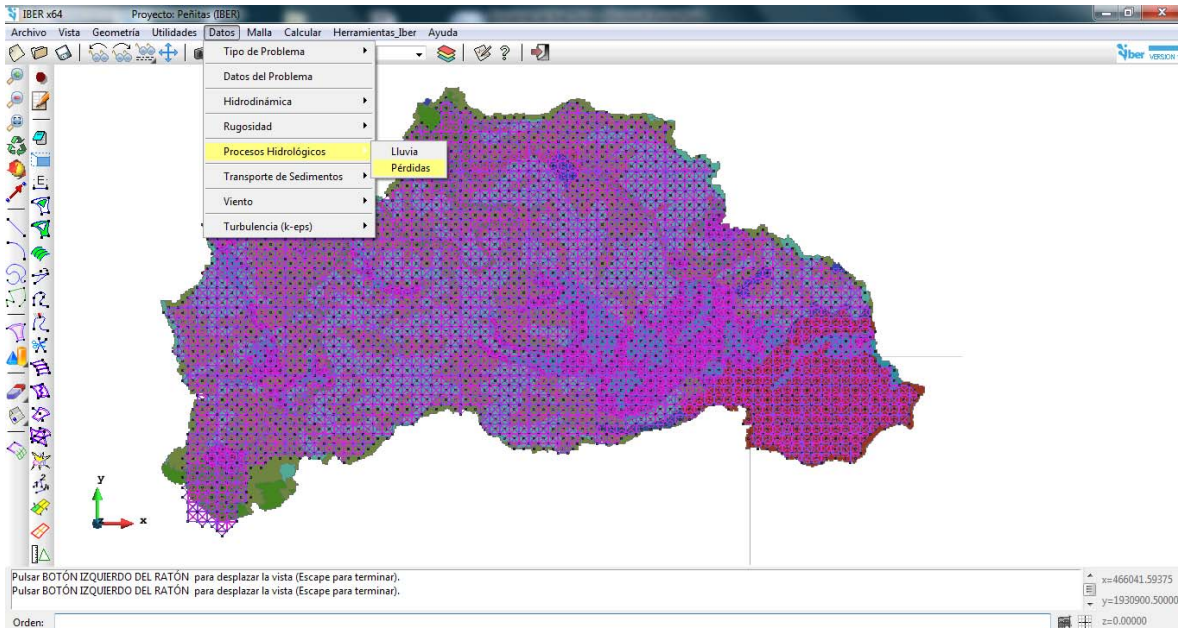 IBER x64 Proyecto: Peñitas (IBER)
Archivo Vista Geometría Utilidades Datos Malla Calcular Herramientas_Iber Ayuda
Iber VERSION
Tipo de Problema
Datos del Problema
Hidrodinámica
Rugosidad
Procesos Hidrológicos
Lluvia
Pérdidas
Transporte de Sedimentos
Viento
Turbulencia (k-eps)
E
y
x
Pulsar BOTÓN IZQUIERDO DEL RATÓN para desplazar la vista (Escape para terminar).
Pulsar BOTÓN IZQUIERDO DEL RATÓN para desplazar la vista (Escape para terminar).
x=466041.59375
y=1930900.50000
z=0.00000
Orden: